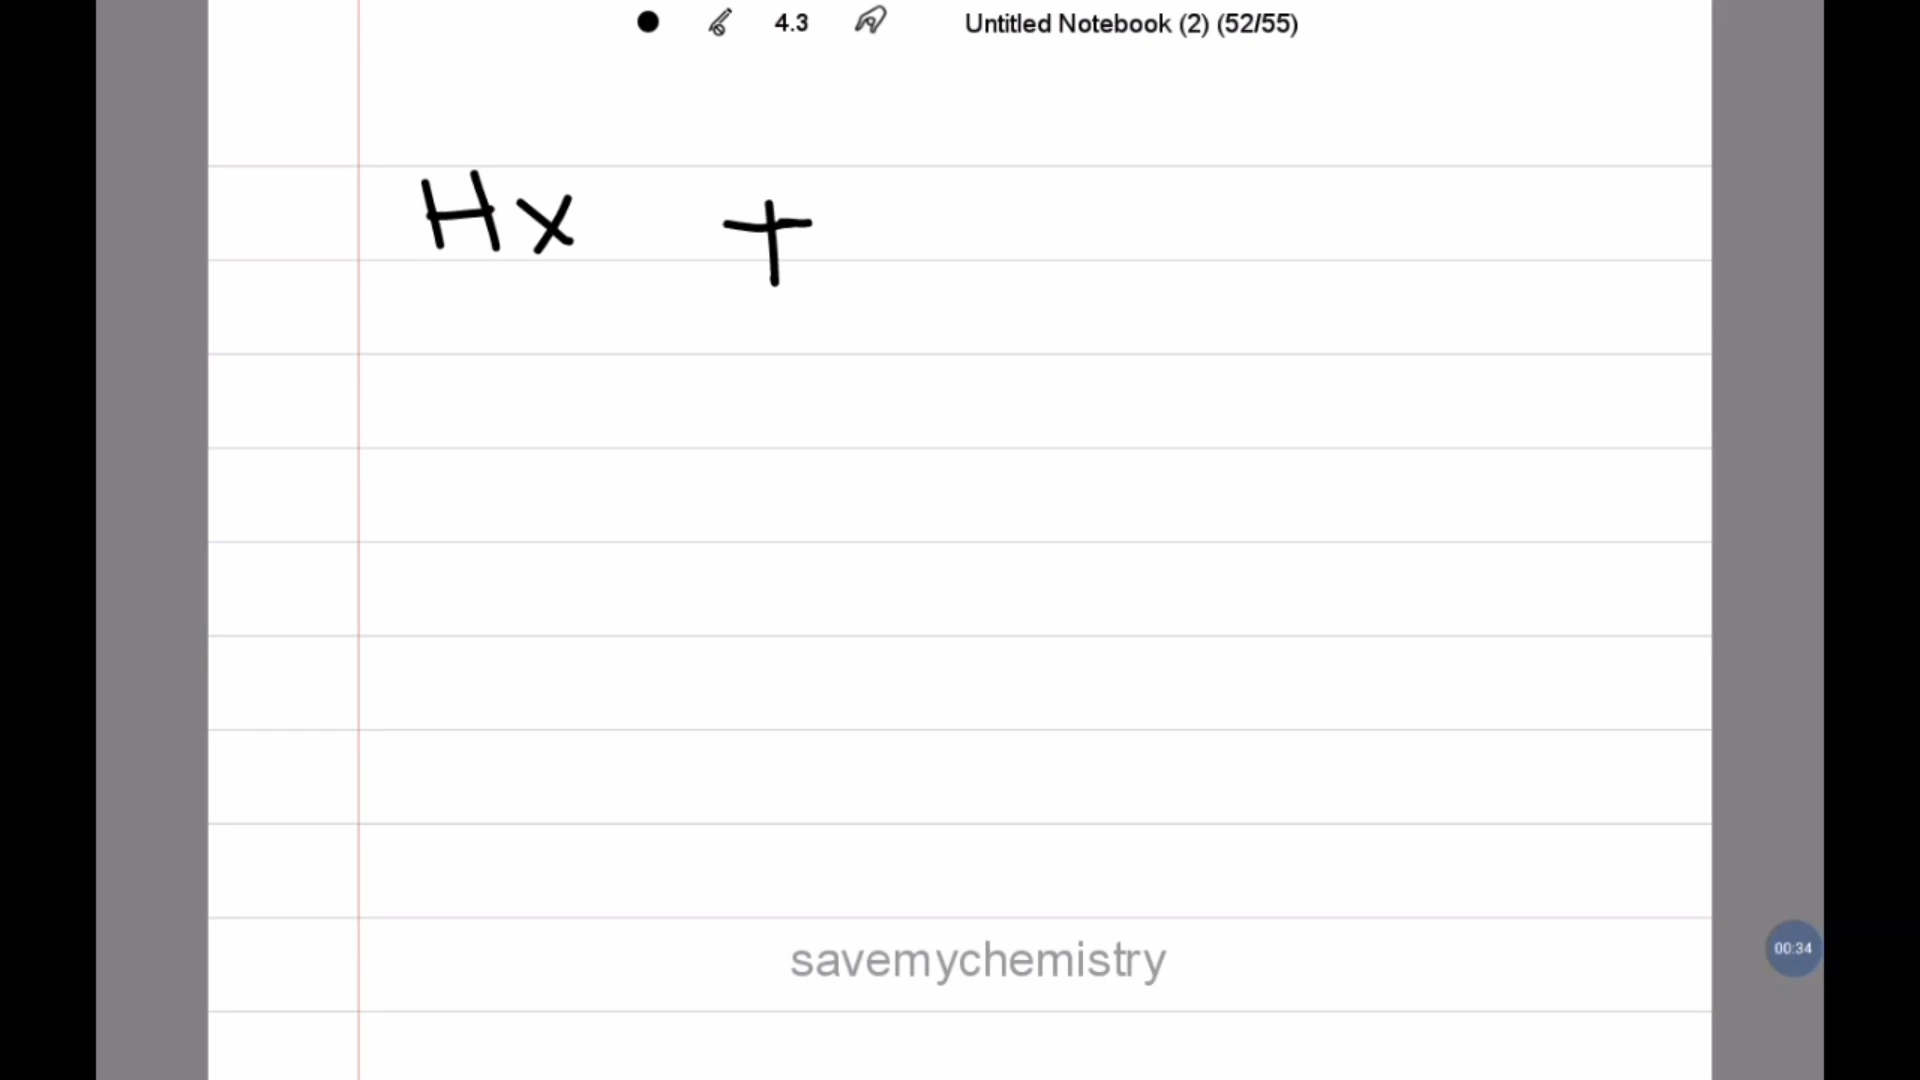 4.3 Untitled Notebook (2) (52/55)
Hx +
savemychemistry
00:34